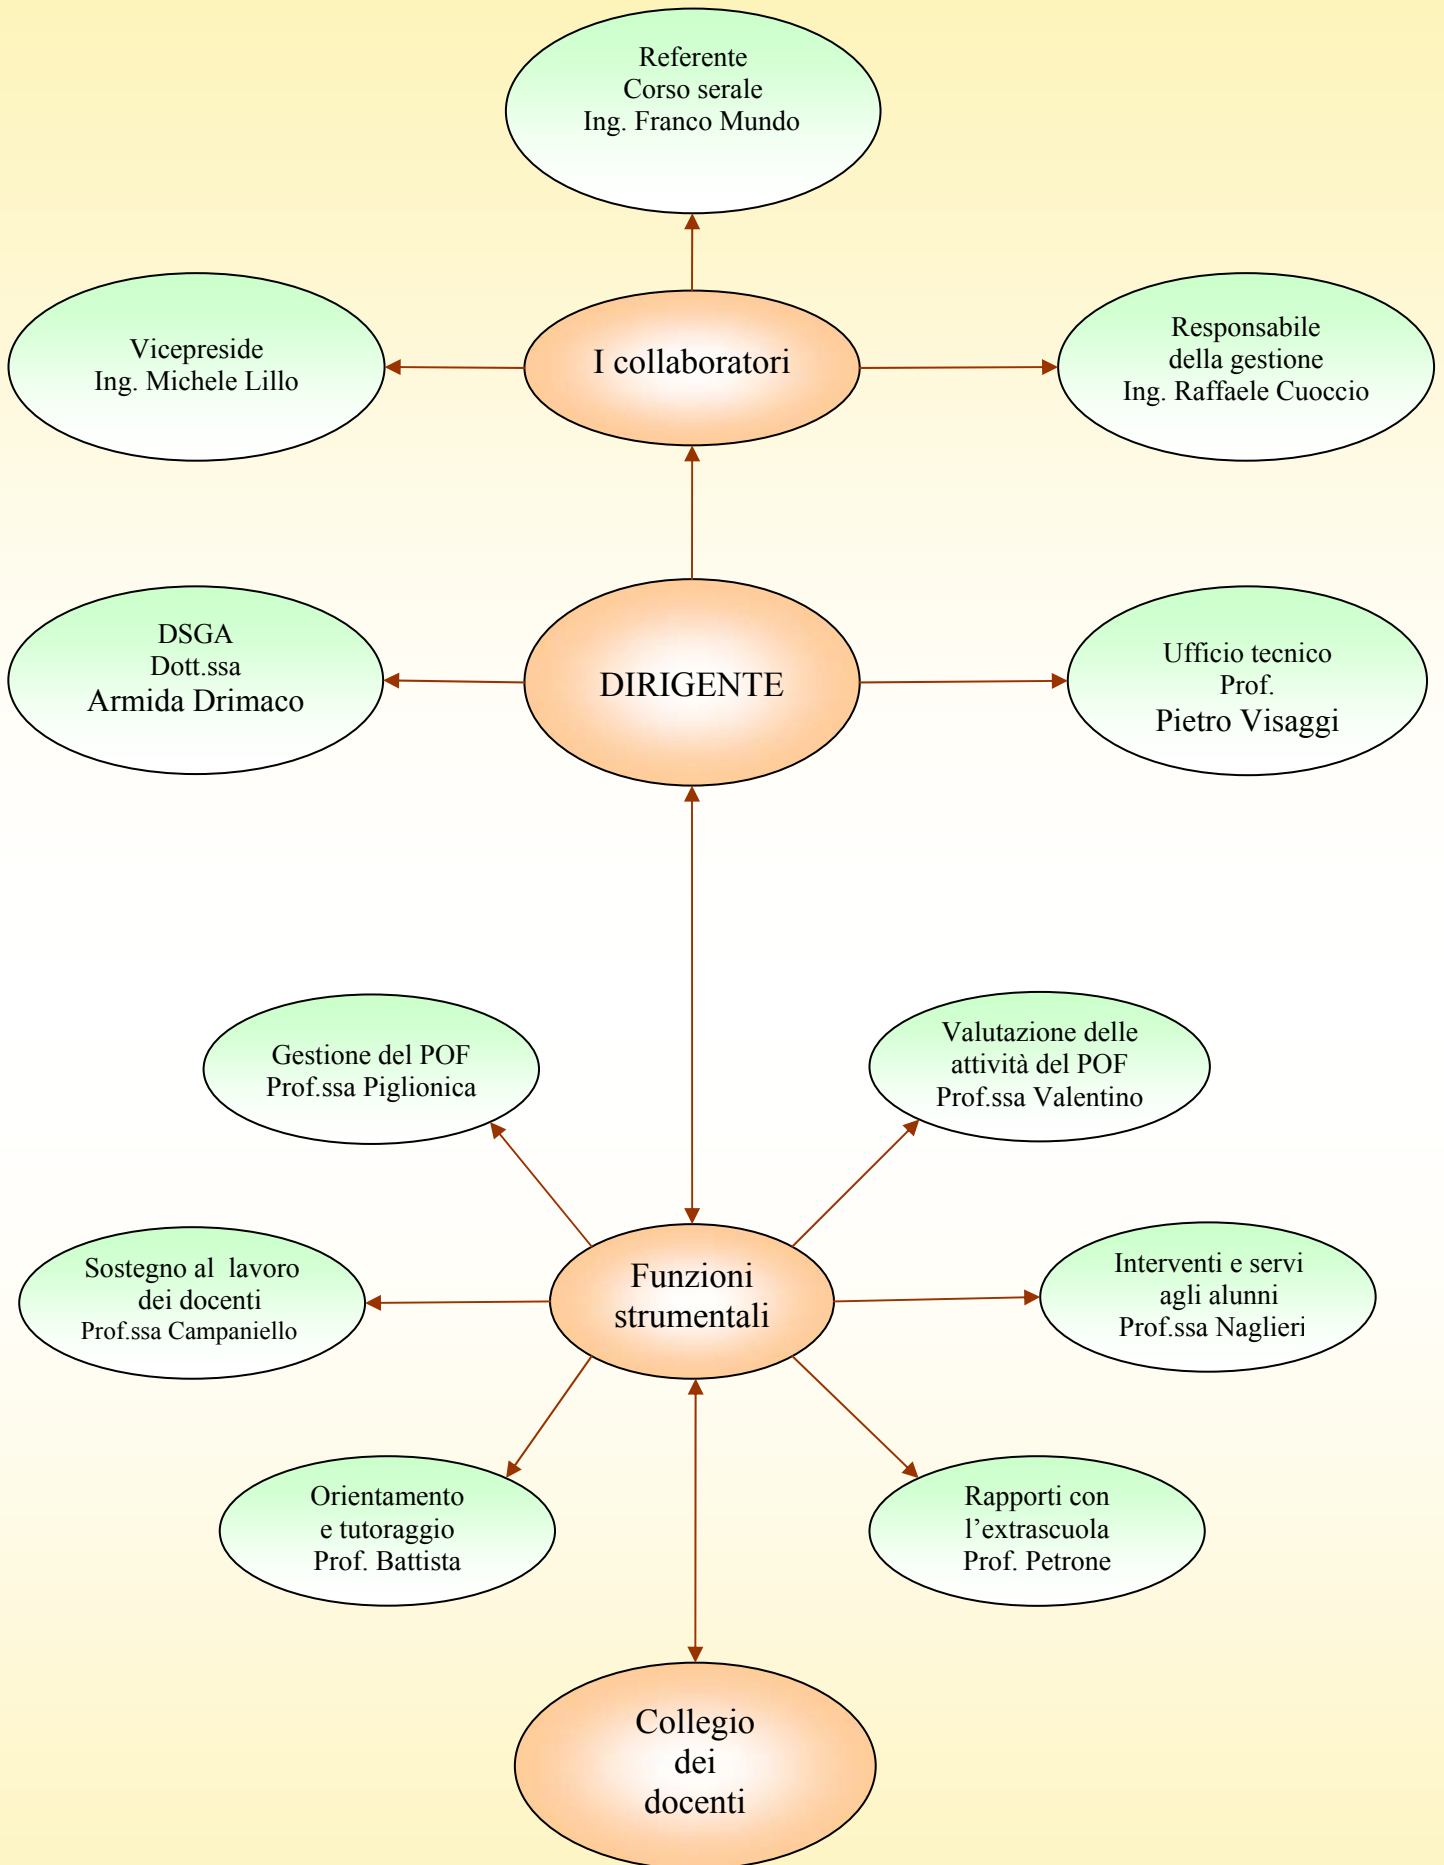 Referente
Corso serale
Ing. Franco Mundo
Vicepreside
Ing. Michele Lillo
I collaboratori
Responsabile
della gestione
Ing. Raffaele Cuoccio
DSGA
Dott.ssa
Armida Drimaco
DIRIGENTE
Ufficio tecnico
Prof.
Pietro Visaggi
Gestione del POF
Prof.ssa Piglionica
Valutazione delle
attività del POF
Prof.ssa Valentino
Sostegno al lavoro
dei docenti
Prof.ssa Campaniello
Funzioni
strumentali
Interventi e servi
agli alunni
Prof.ssa Naglieri
Orientamento
e tutoraggio
Prof. Battista
Rapporti con
l’extrascuola
Prof. Petrone
Collegio
dei
docenti